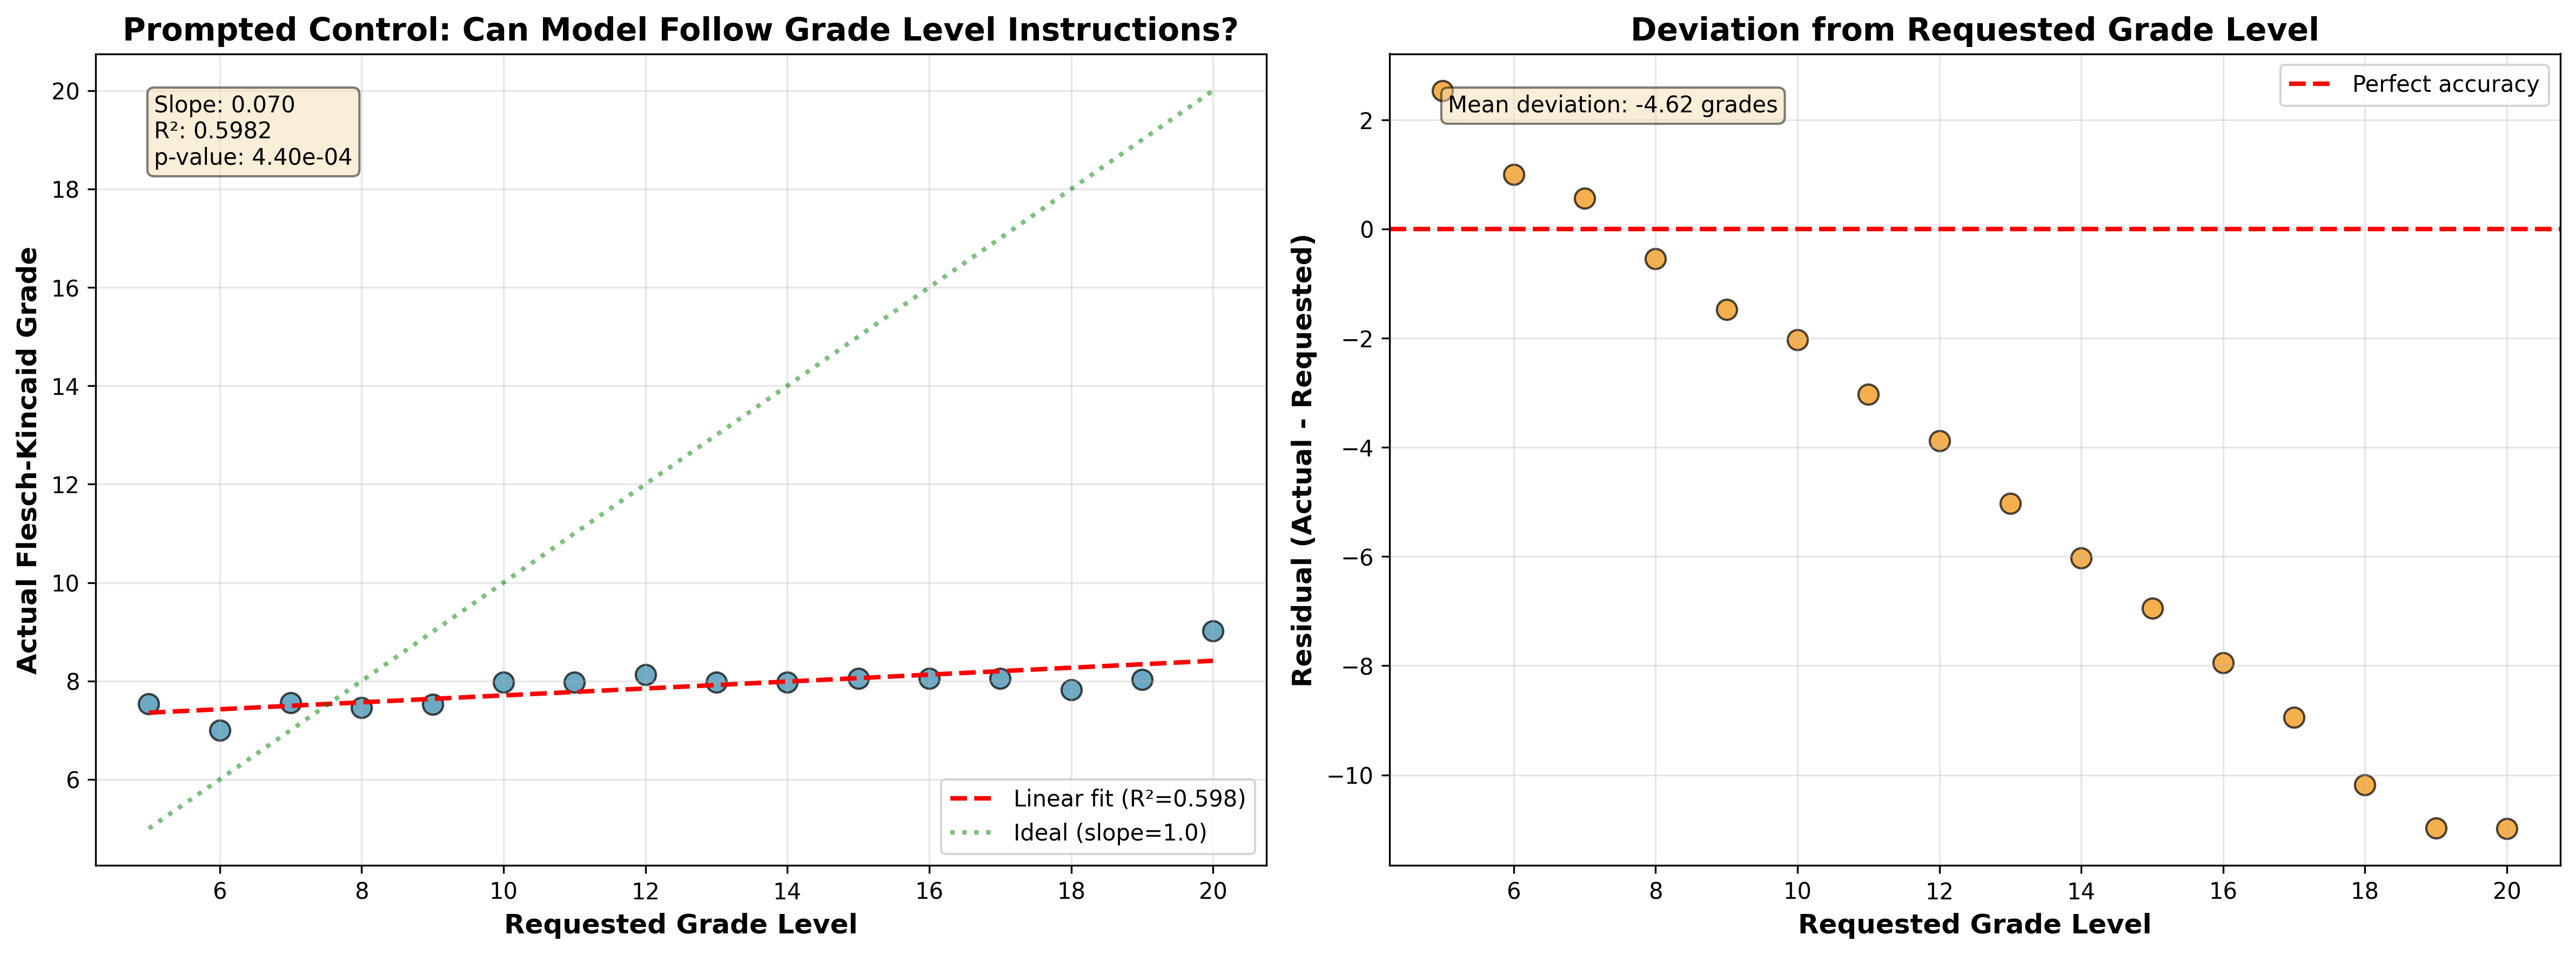 Prompted Control: Can Model Follow Grade Level Instructions?
20
18
16
14
12
10
8
6
Actual Flesch-Kincaid Grade
Slope: 0.070
R²: 0.5982
p-value: 4.40e-04
Linear fit (R²=0.598)
Ideal (slope=1.0)
6 8 10 12 14 16 18 20
Requested Grade Level
Deviation from Requested Grade Level
2
0
−2
−4
−6
−8
−10
Residual (Actual - Requested)
Mean deviation: -4.62 grades
Perfect accuracy
6 8 10 12 14 16 18 20
Requested Grade Level